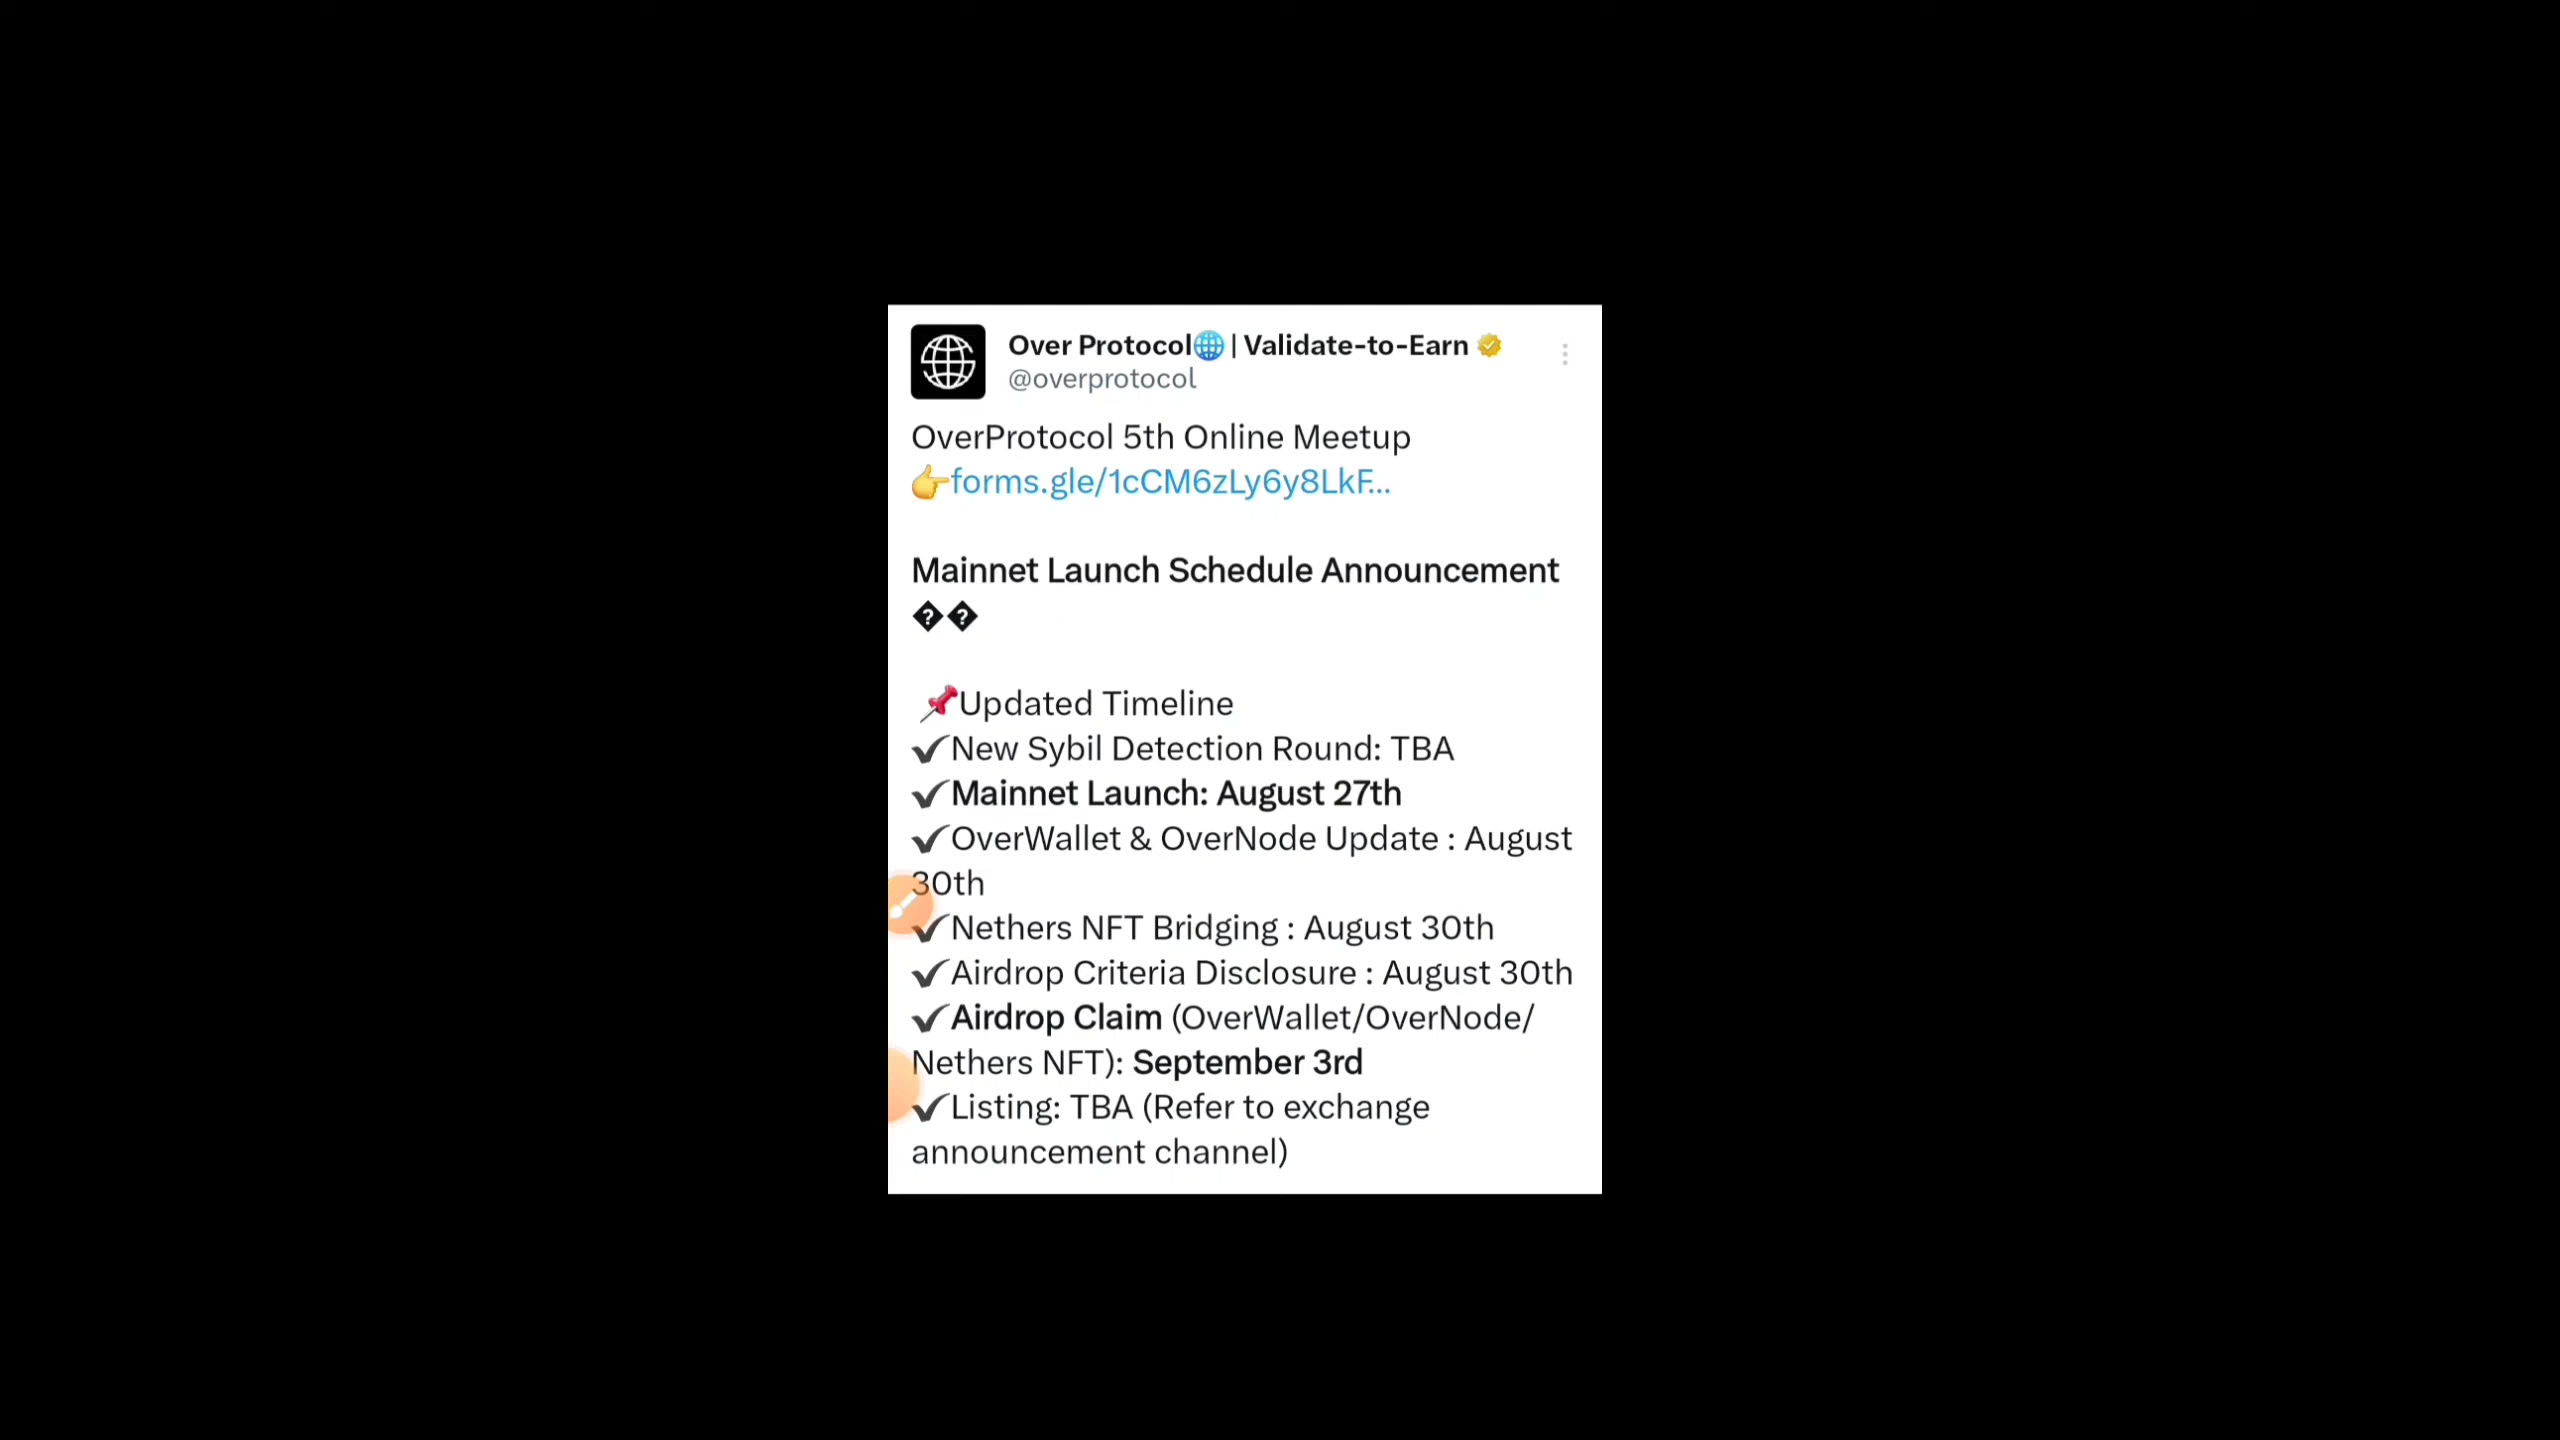 Over Protocol🌐 | Validate-to-Earn
@overprotocol
OverProtocol 5th Online Meetup
👉forms.gle/1cCM6zLy6y8LkF...
Mainnet Launch Schedule Announcement
��
📌Updated Timeline
✔New Sybil Detection Round: TBA
✔Mainnet Launch: August 27th
✔OverWallet & OverNode Update : August
30th
✔Nethers NFT Bridging : August 30th
✔Airdrop Criteria Disclosure : August 30th
✔Airdrop Claim (OverWallet/OverNode/
Nethers NFT): September 3rd
✔Listing: TBA (Refer to exchange
announcement channel)